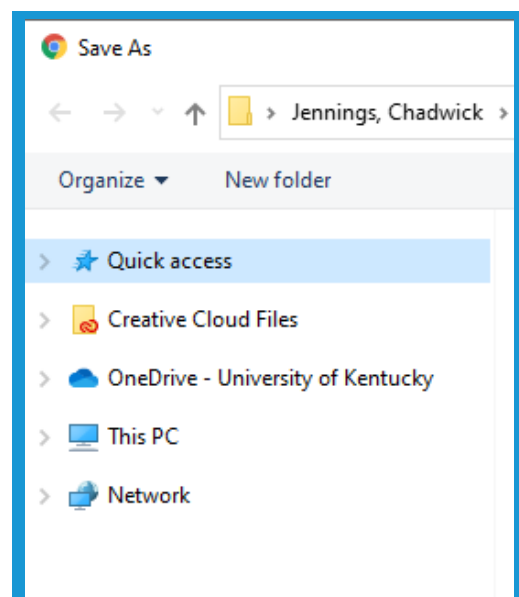 Save As
Jennings, Chadwick
Organize New folder
Quick access
Creative Cloud Files
OneDrive - University of Kentucky
This PC
Network